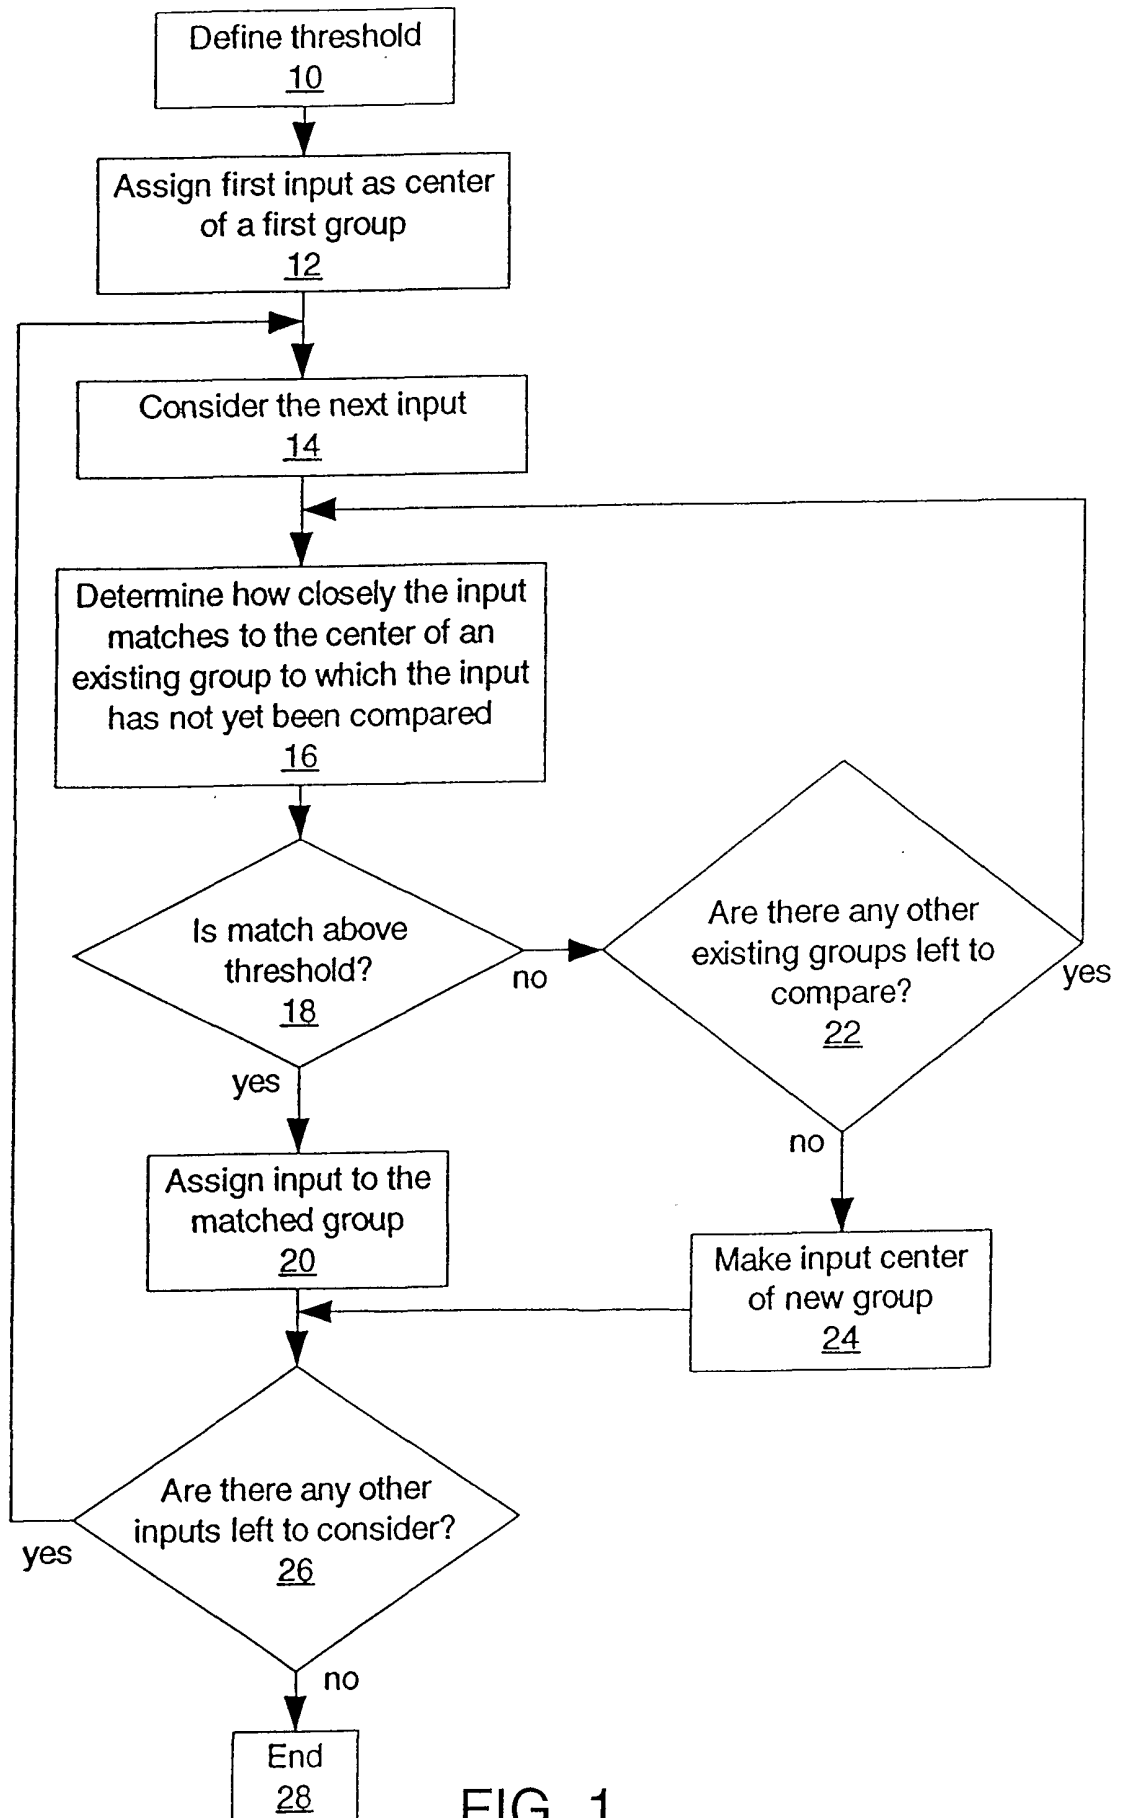 Define threshold
10
Assign first input as center
of a first group
12
Consider the next input
14
Determine how closely the input
matches to the center of an
existing group to which the input
has not yet been compared
16
Is match above
threshold?
18
no
yes
Are there any other
existing groups left to
compare?
22
yes
no
Assign input to the
matched group
20
Make input center
of new group
24
Are there any other
inputs left to consider?
26
yes
no
End
28
FIG. 1